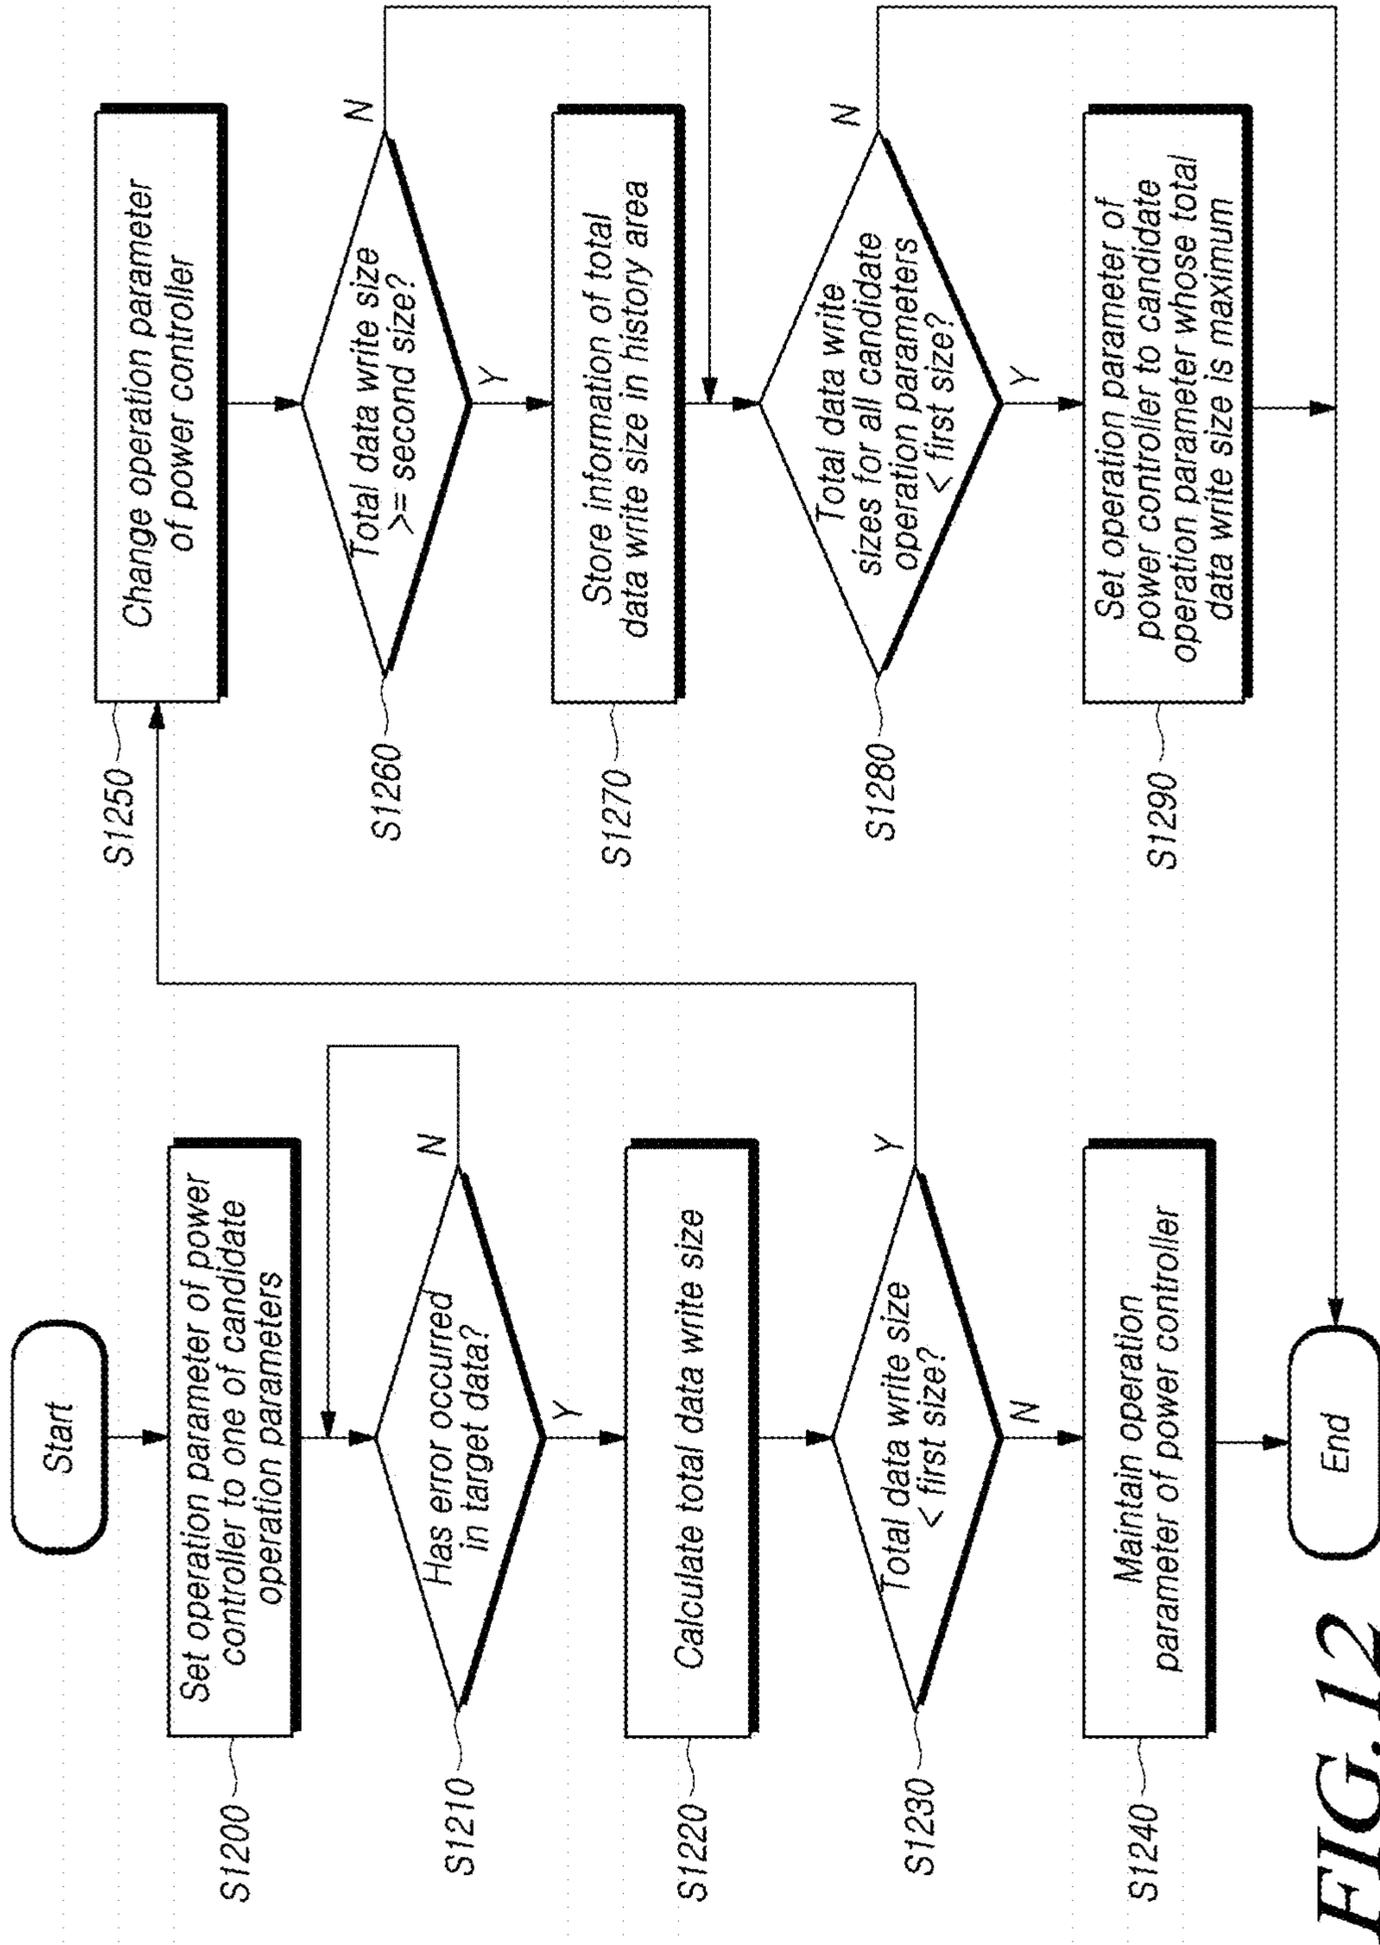 Start
S1200
Set operation parameter of power
controller to one of candidate
operation parameters
S1210
Has error occurred
in target data?
N
Y
S1220
Calculate total data write size
S1230
Total data write size
< first size?
Y
N
S1240
Maintain operation
parameter of power controller
End
S1250
Change operation parameter
of power controller
S1260
Total data write size
>= second size?
N
Y
S1270
Store information of total
data write size in history area
S1280
Total data write
sizes for all candidate
operation parameters
< first size?
N
Y
S1290
Set operation parameter of
power controller to candidate
operation parameter whose total
data write size is maximum
FIG.12